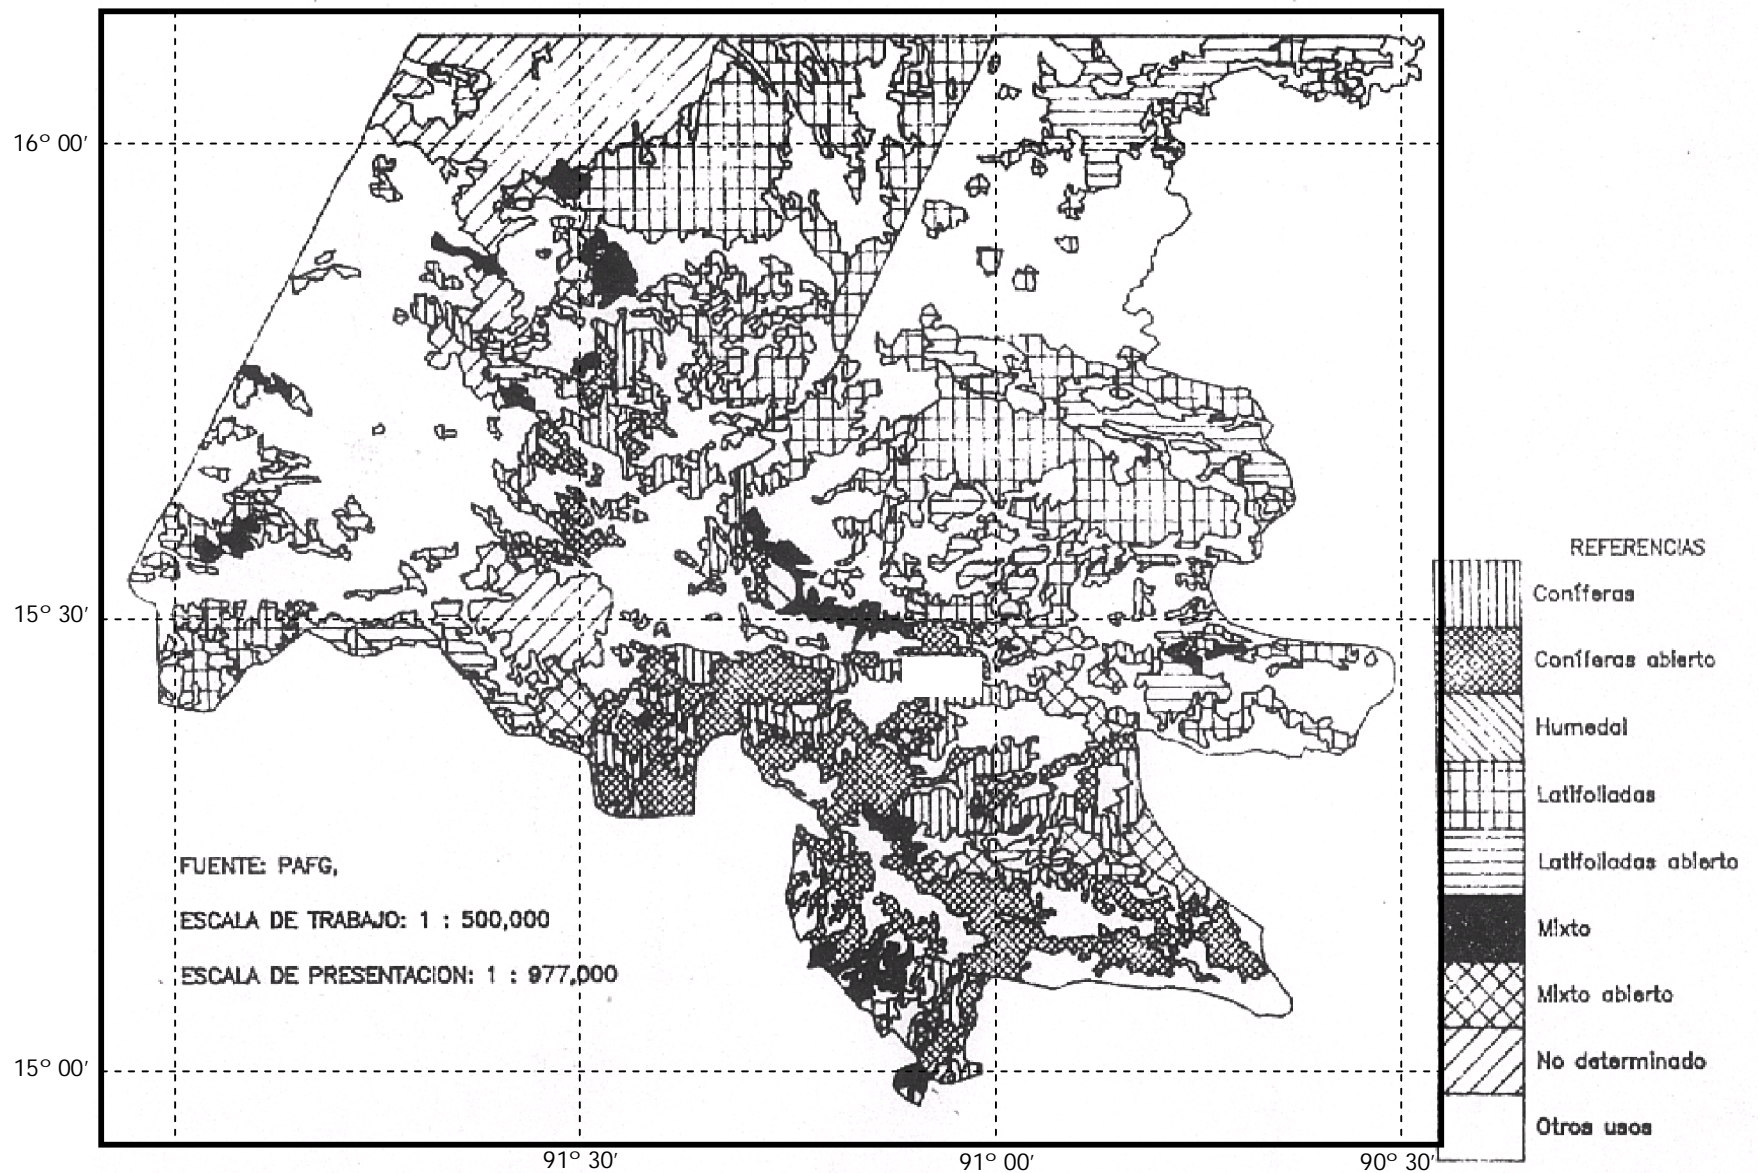 16° 00'
15° 30'
15° 00'
91° 30'
91° 00'
90° 30'
FUENTE: PAFG,
ESCALA DE TRABAJO: 1 : 500,000
ESCALA DE PRESENTACION: 1 : 977,000
REFERENCIAS
Coníferas
Coníferas abierto
Humedal
Latifoliadas
Latifoliadas abierto
Mixto
Mixto abierto
No determinado
Otros usos